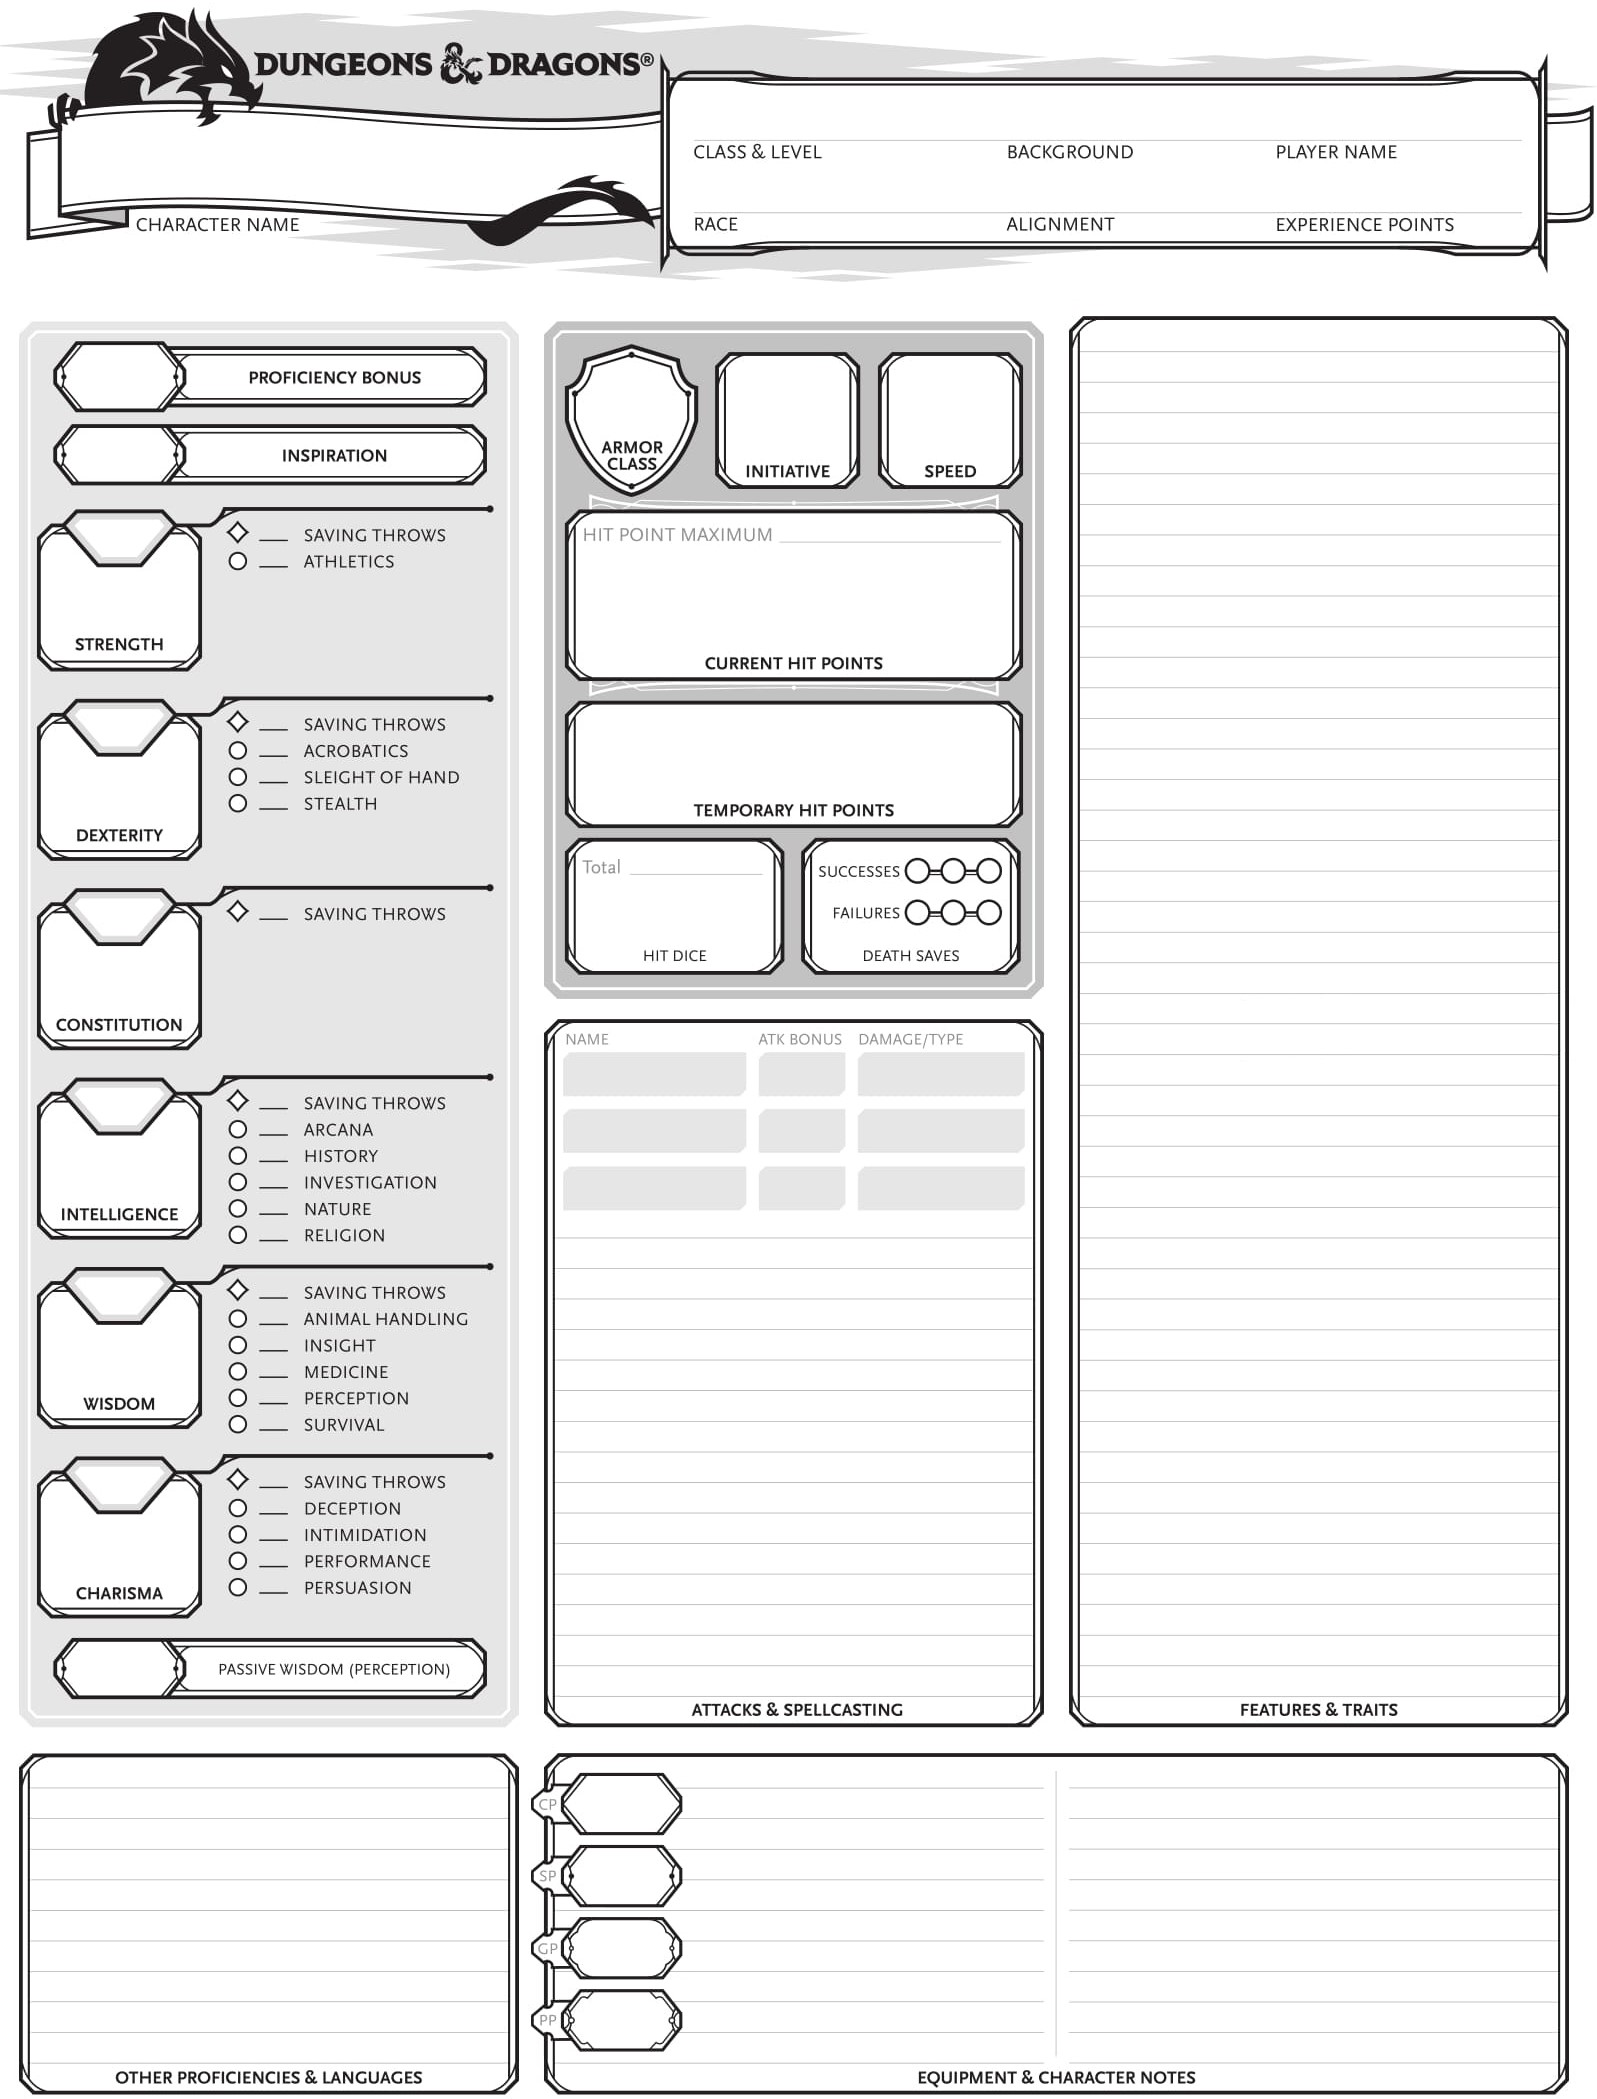 DUNGEONS & DRAGONS®
CHARACTER NAME
CLASS & LEVEL
BACKGROUND
PLAYER NAME
RACE
ALIGNMENT
EXPERIENCE POINTS
PROFICIENCY BONUS
INSPIRATION
STRENGTH
SAVING THROWS
ATHLETICS
DEXTERITY
SAVING THROWS
ACROBATICS
SLEIGHT OF HAND
STEALTH
CONSTITUTION
SAVING THROWS
INTELLIGENCE
SAVING THROWS
ARCANA
HISTORY
INVESTIGATION
NATURE
RELIGION
WISDOM
SAVING THROWS
ANIMAL HANDLING
INSIGHT
MEDICINE
PERCEPTION
SURVIVAL
CHARISMA
SAVING THROWS
DECEPTION
INTIMIDATION
PERFORMANCE
PERSUASION
PASSIVE WISDOM (PERCEPTION)
ARMOR
CLASS
INITIATIVE
SPEED
HIT POINT MAXIMUM
CURRENT HIT POINTS
TEMPORARY HIT POINTS
Total
HIT DICE
SUCCESSES
FAILURES
DEATH SAVES
NAME
ATK BONUS
DAMAGE/TYPE
ATTACKS & SPELLCASTING
FEATURES & TRAITS
OTHER PROFICIENCIES & LANGUAGES
CP
SP
GP
PP
EQUIPMENT & CHARACTER NOTES